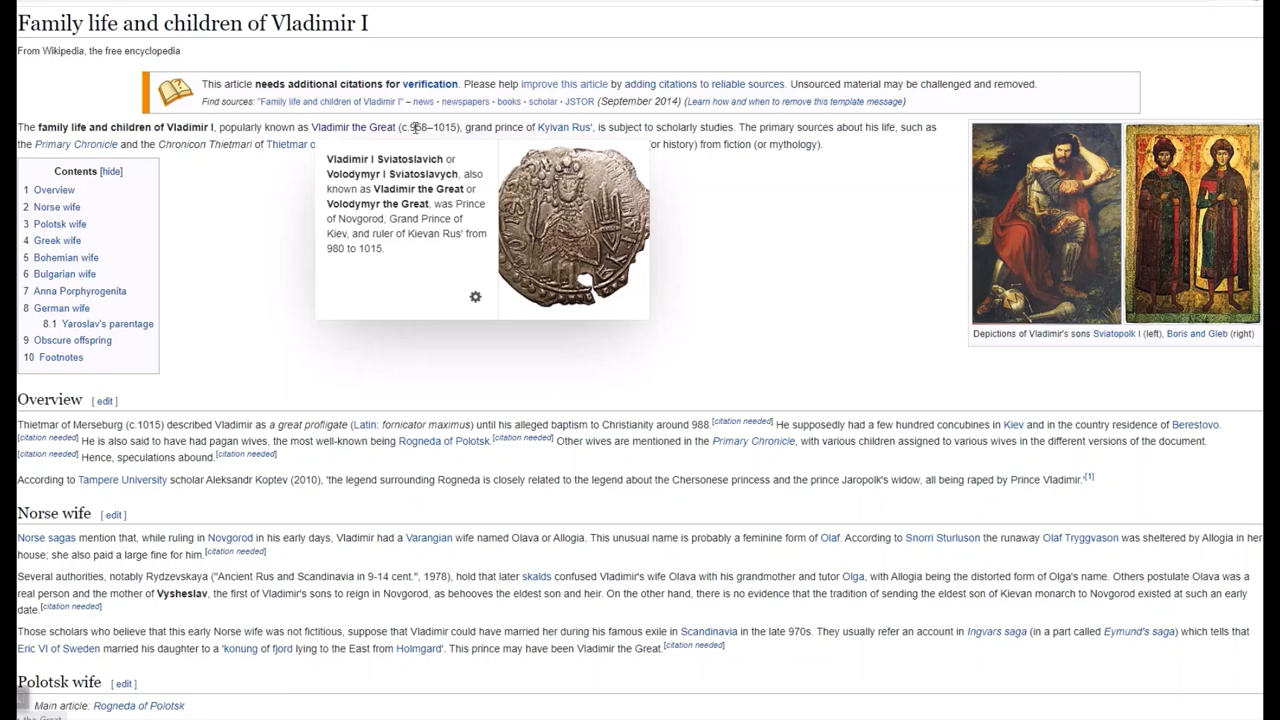 Family life and children of Vladimir I
From Wikipedia, the free encyclopedia
This article needs additional citations for verification. Please help improve this article by adding citations to reliable sources. Unsourced material may be challenged and removed.
Find sources: "Family life and children of Vladimir I" – news · newspapers · books · scholar · JSTOR (September 2014) (Learn how and when to remove this template message)
The family life and children of Vladimir I, popularly known as Vladimir the Great (c.958–1015), grand prince of Kyivan Rus', is subject to scholarly studies. The primary sources about his life, such as
the Primary Chronicle and the Chronicon Thietmari of Thietmar o
(or history) from fiction (or mythology).
Vladimir I Sviatoslavich or
Volodymyr I Sviatoslavych, also
known as Vladimir the Great or
Volodymyr the Great, was Prince
of Novgorod, Grand Prince of
Kiev, and ruler of Kievan Rus' from
980 to 1015.
Depictions of Vladimir's sons Sviatopolk I (left), Boris and Gleb (right)
Contents [hide]
1 Overview
2 Norse wife
3 Polotsk wife
4 Greek wife
5 Bohemian wife
6 Bulgarian wife
7 Anna Porphyrogenita
8 German wife
8.1 Yaroslav's parentage
9 Obscure offspring
10 Footnotes
Overview [ edit ]
Thietmar of Merseburg (c.1015) described Vladimir as a great profligate (Latin: fornicator maximus) until his alleged baptism to Christianity around 988.[citation needed] He supposedly had a few hundred concubines in Kiev and in the country residence of Berestovo.
[citation needed] He is also said to have had pagan wives, the most well-known being Rogneda of Polotsk.[citation needed] Other wives are mentioned in the Primary Chronicle, with various children assigned to various wives in the different versions of the document.
[citation needed] Hence, speculations abound.[citation needed]
According to Tampere University scholar Aleksandr Koptev (2010), 'the legend surrounding Rogneda is closely related to the legend about the Chersonese princess and the prince Jaropolk's widow, all being raped by Prince Vladimir.'[1]
Norse wife [ edit ]
Norse sagas mention that, while ruling in Novgorod in his early days, Vladimir had a Varangian wife named Olava or Allogia. This unusual name is probably a feminine form of Olaf. According to Snorri Sturluson the runaway Olaf Tryggvason was sheltered by Allogia in her
house; she also paid a large fine for him.[citation needed]
Several authorities, notably Rydzevskaya ("Ancient Rus and Scandinavia in 9-14 cent.", 1978), hold that later skalds confused Vladimir's wife Olava with his grandmother and tutor Olga, with Allogia being the distorted form of Olga's name. Others postulate Olava was a
real person and the mother of Vysheslav, the first of Vladimir's sons to reign in Novgorod, as behooves the eldest son and heir. On the other hand, there is no evidence that the tradition of sending the eldest son of Kievan monarch to Novgorod existed at such an early
date.[citation needed]
Those scholars who believe that this early Norse wife was not fictitious, suppose that Vladimir could have married her during his famous exile in Scandinavia in the late 970s. They usually refer an account in Ingvars saga (in a part called Eymund's saga) which tells that
Eric VI of Sweden married his daughter to a 'konung of fjord lying to the East from Holmgard'. This prince may have been Vladimir the Great.[citation needed]
Polotsk wife [ edit ]
Main article: Rogneda of Polotsk